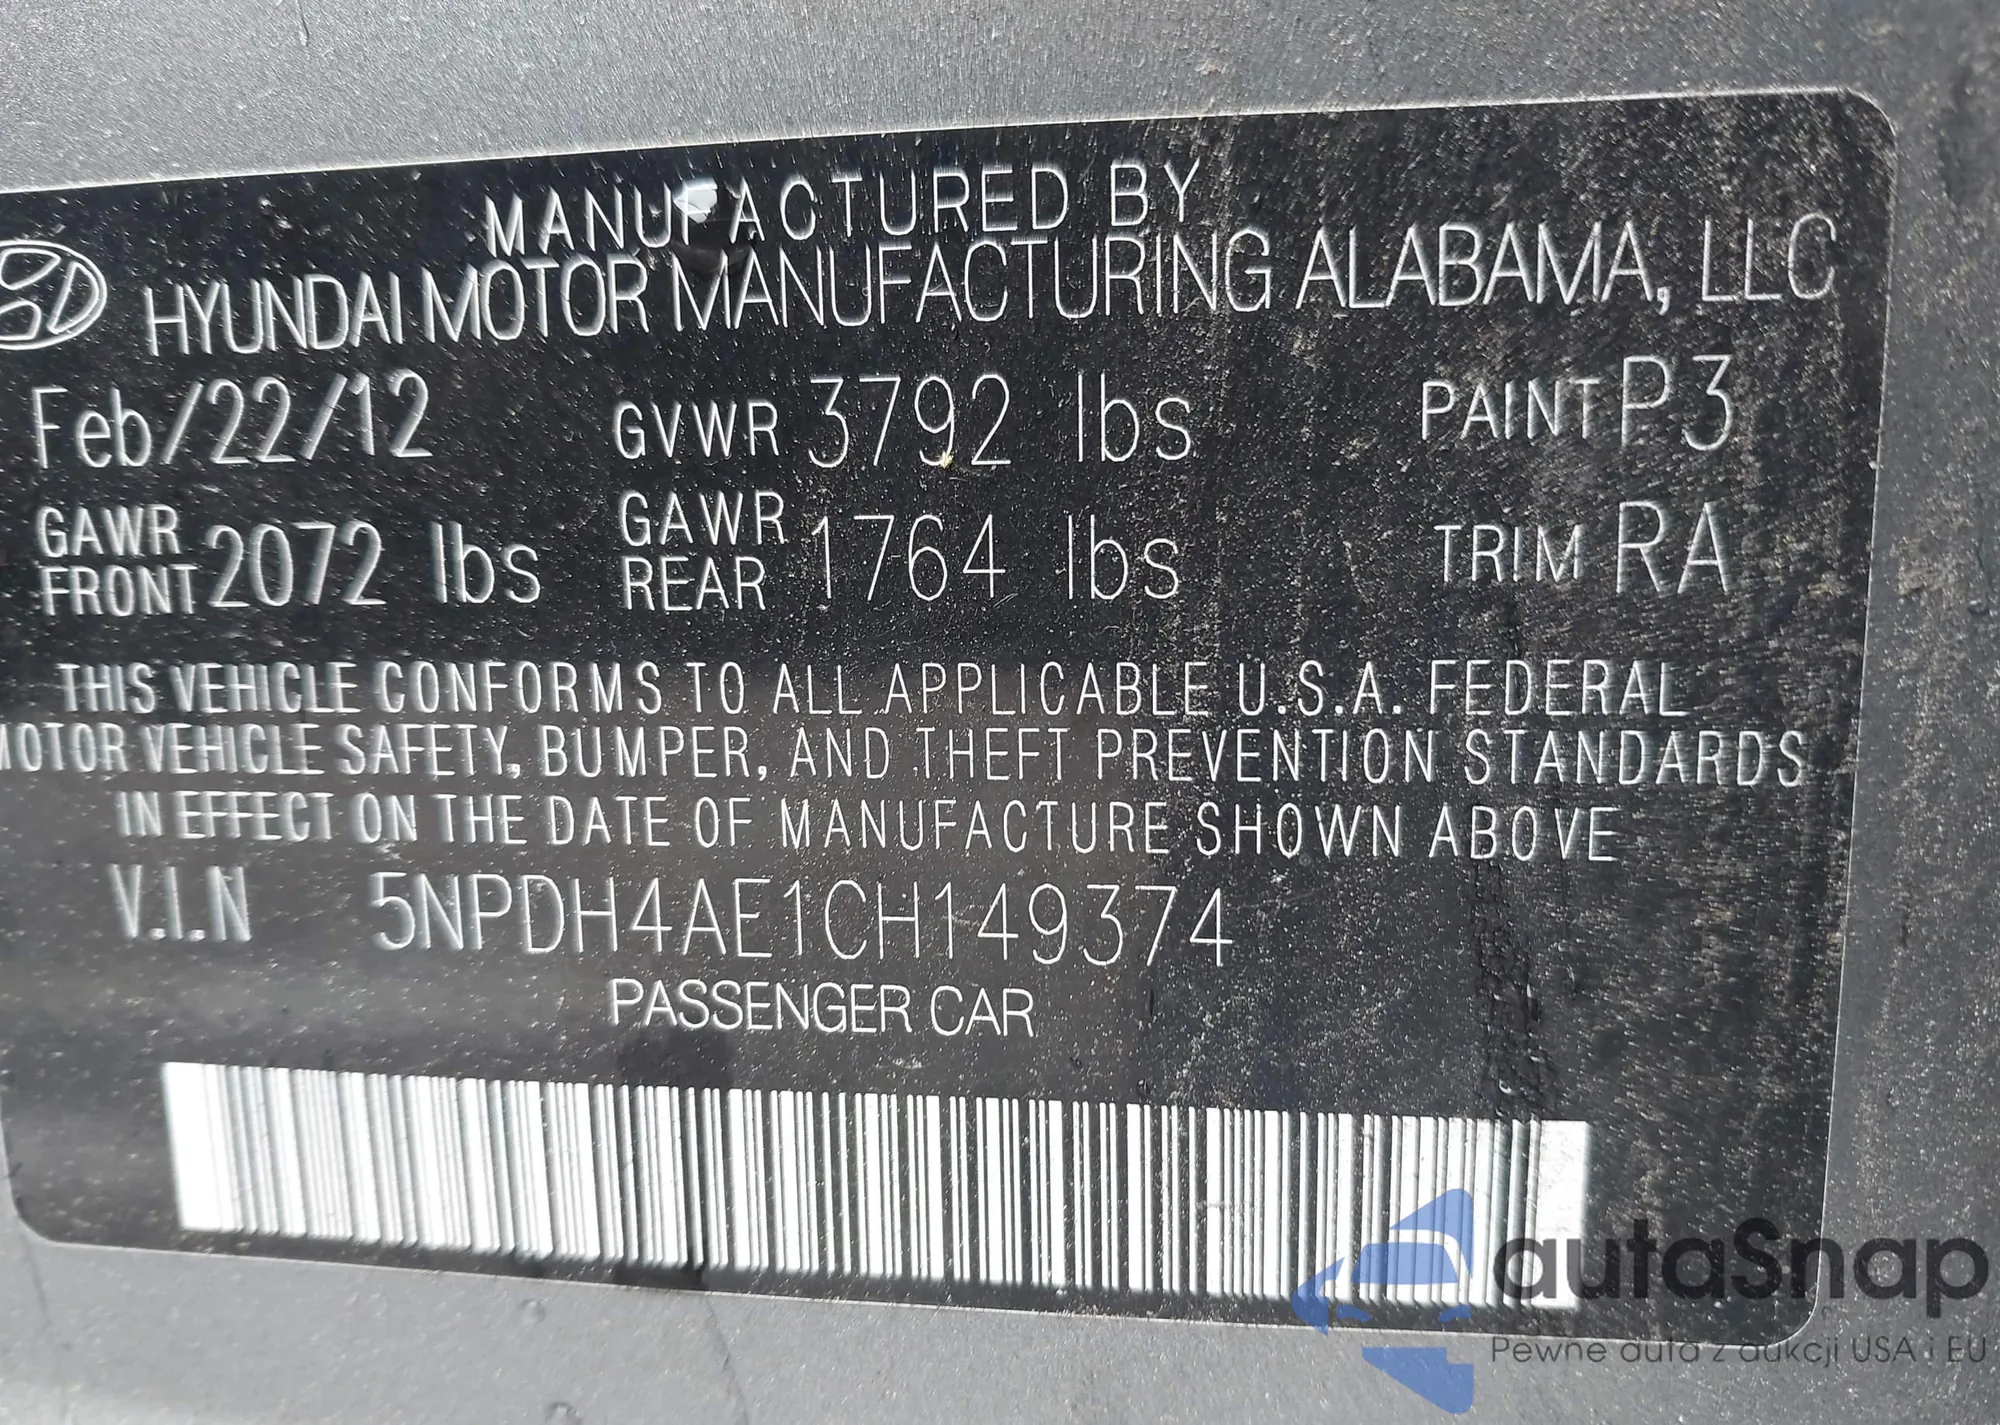 MANUFACTURED BY
HYUNDAI MOTOR MANUFACTURING ALABAMA, LLC
Feb/22/12 GVWR 3792 lbs PAINT P3
GAWR FRONT 2072 lbs GAWR REAR 1764 lbs TRIM RA
THIS VEHICLE CONFORMS TO ALL APPLICABLE U.S.A. FEDERAL
MOTOR VEHICLE SAFETY, BUMPER, AND THEFT PREVENTION STANDARDS
IN EFFECT ON THE DATE OF MANUFACTURE SHOWN ABOVE
V.I.N 5NPDH4AE1CH149374
PASSENGER CAR
autaSnap
Pewne auta z aukcji USA i EU